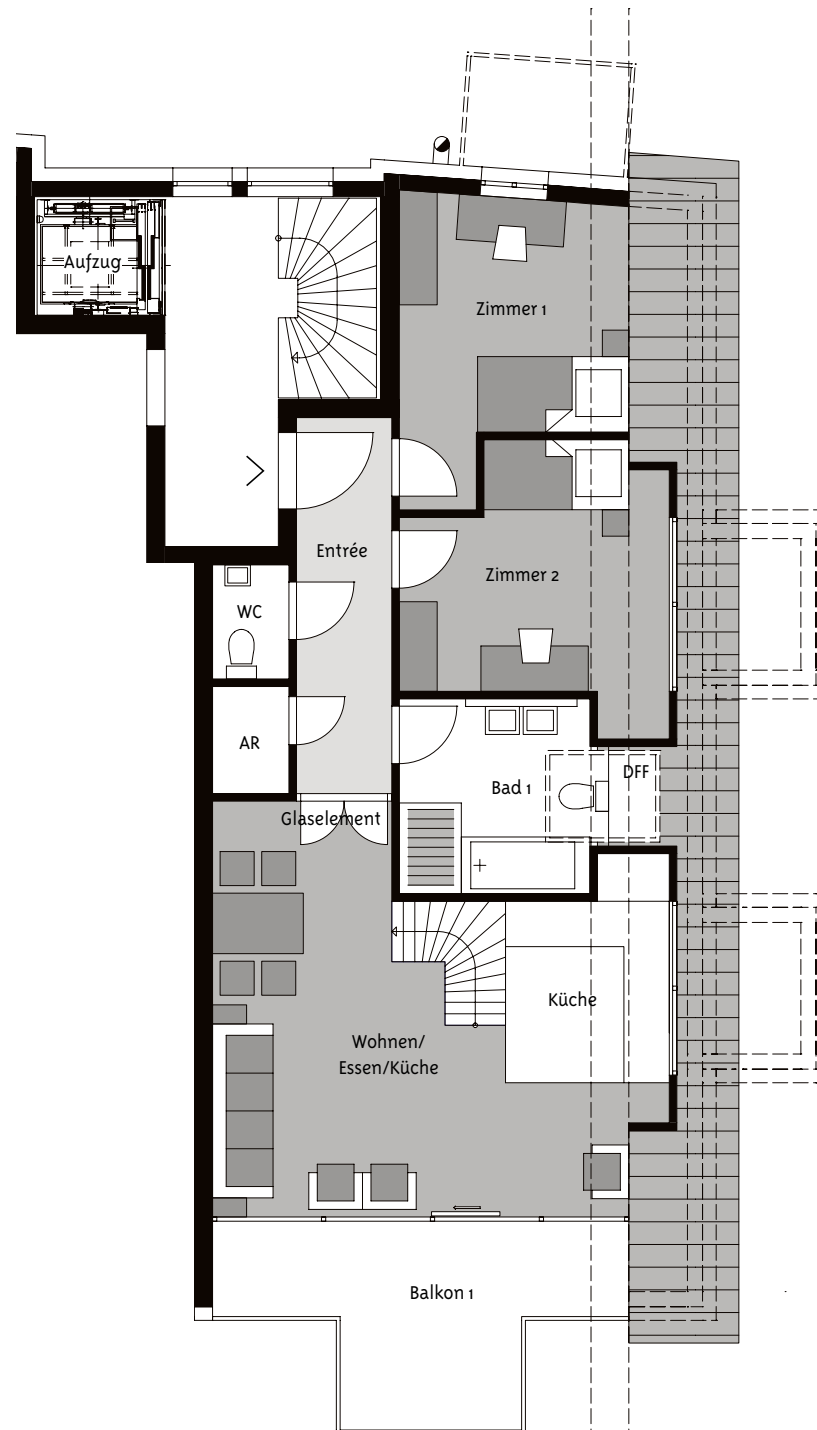 Aufzug
Zimmer 1
Entrée
Zimmer 2
WC
AR
DFF
Bad 1
Glaselement
Küche
Wohnen/
Essen/Küche
Balkon 1